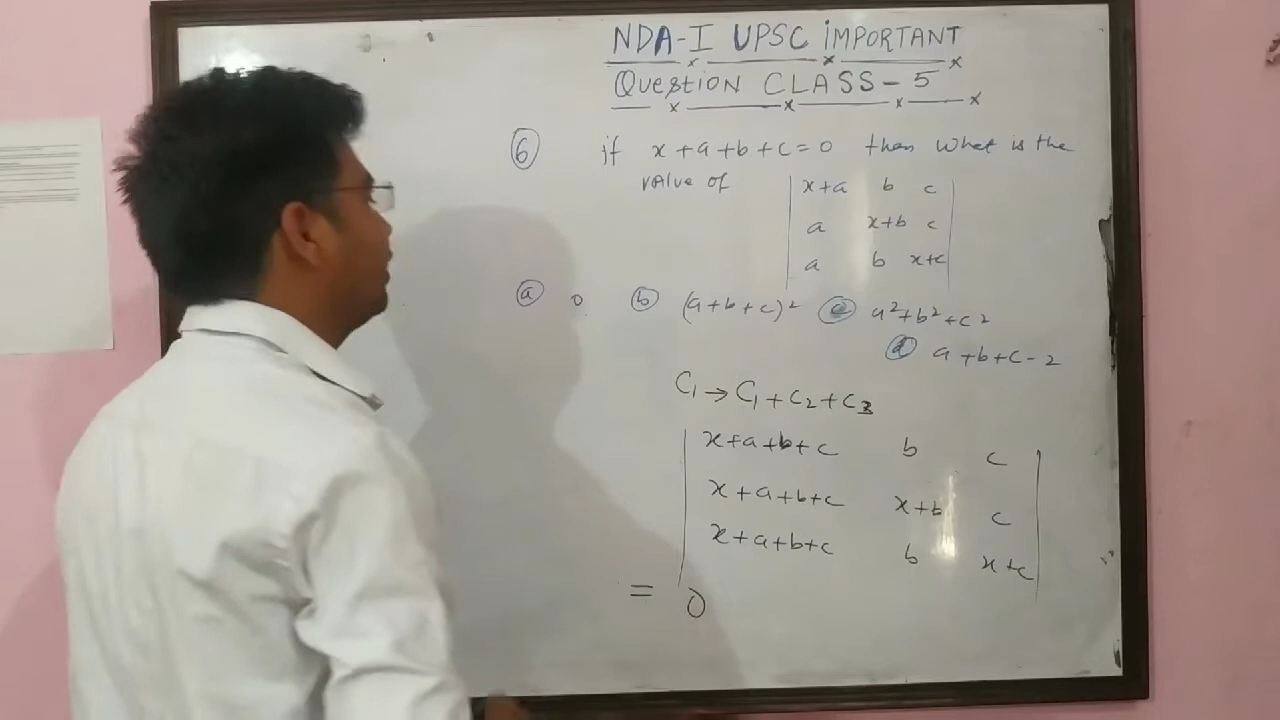 NDA-I UPSC iMPORTANT
QuestiON CLASS-5
6 if x+a+b+c=0 then what is the
value of
x+a b c
a x+b c
a b x+c
a 0 b (a+b+c)² c a²+b²+c²
d a+b+c-2
C₁→C₁+C₂+C₃
x+a+b+c b c
x+a+b+c x+b c
x+a+b+c b x+c
= 0